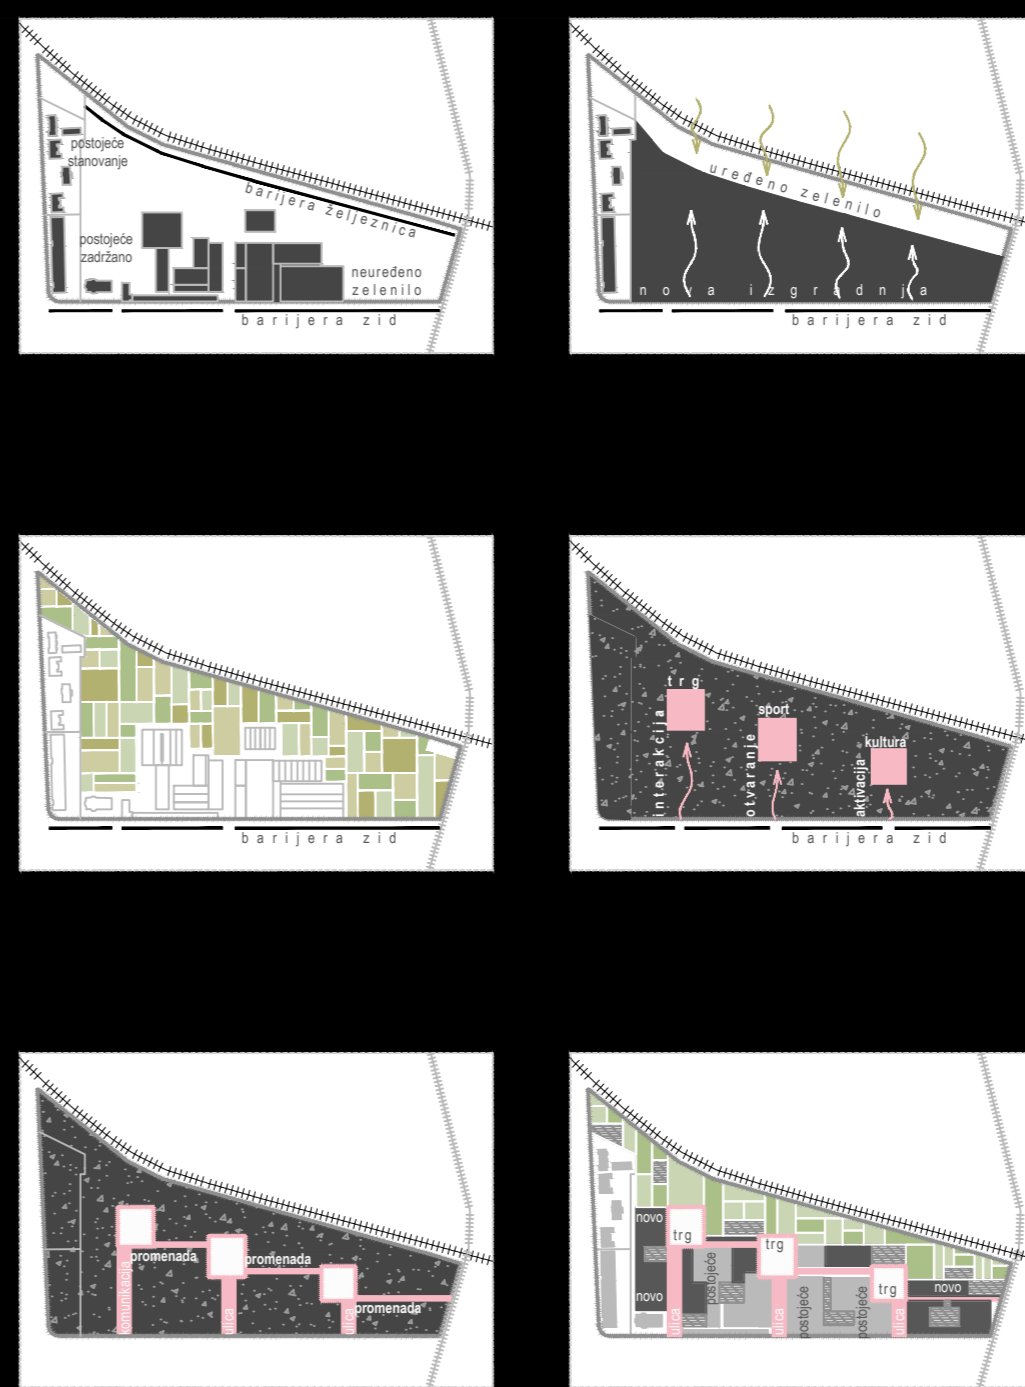 postojeće
stanovanje
barijera željeznica
postojeće
zadržano
neuređeno
zelenilo
barijera zid
uređeno zelenilo
nova izgradnja
barijera zid
barijera zid
trg
sport
kultura
interakcija
otvaranje
aktivacija
barijera zid
promenada
promenada
promenada
komunikacija
ulica
ulica
novo
trg
trg
postojeće
trg
novo
novo
postojeće
postojeće
ulica
ulica
ulica